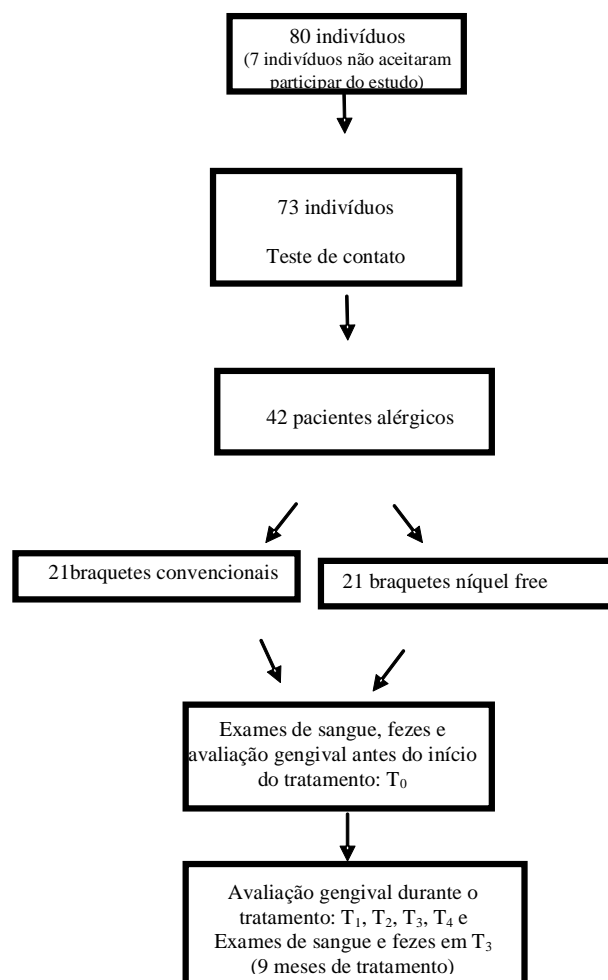 80 indivíduos
(7 indivíduos não aceitaram
participar do estudo)
73 indivíduos
Teste de contato
42 pacientes alérgicos
21braquetes convencionais
21 braquetes níquel free
Exames de sangue, fezes e
avaliação gengival antes do início
do tratamento: T₀
Avaliação gengival durante o
tratamento: T₁, T₂, T₃, T₄ e
Exames de sangue e fezes em T₃
(9 meses de tratamento)